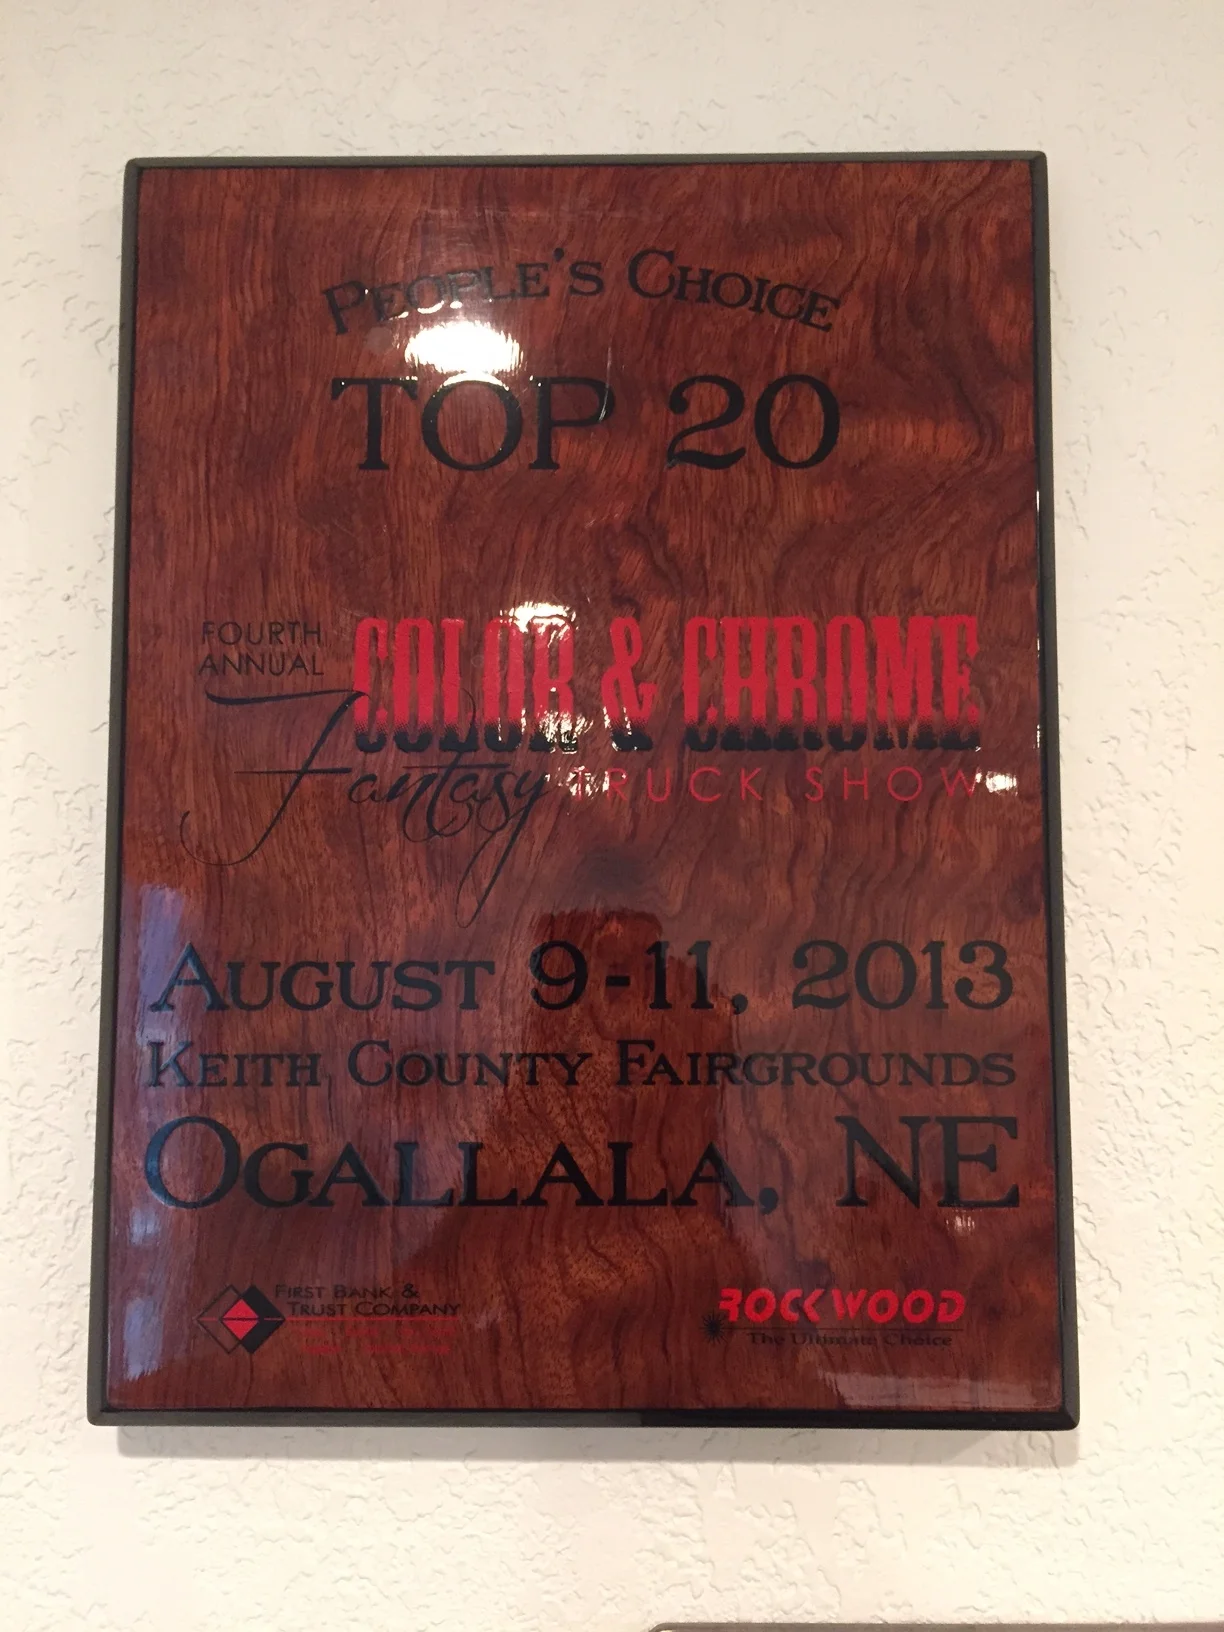 PEOPLE'S CHOICE
TOP 20
FOURTH
ANNUAL
COLOR & CHROME
Fantasy TRUCK SHOW
AUGUST 9-11, 2013
KEITH COUNTY FAIRGROUNDS
OGALLALA, NE
FIRST BANK &
TRUST COMPANY
ROCKWOOD
The Ultimate Choice